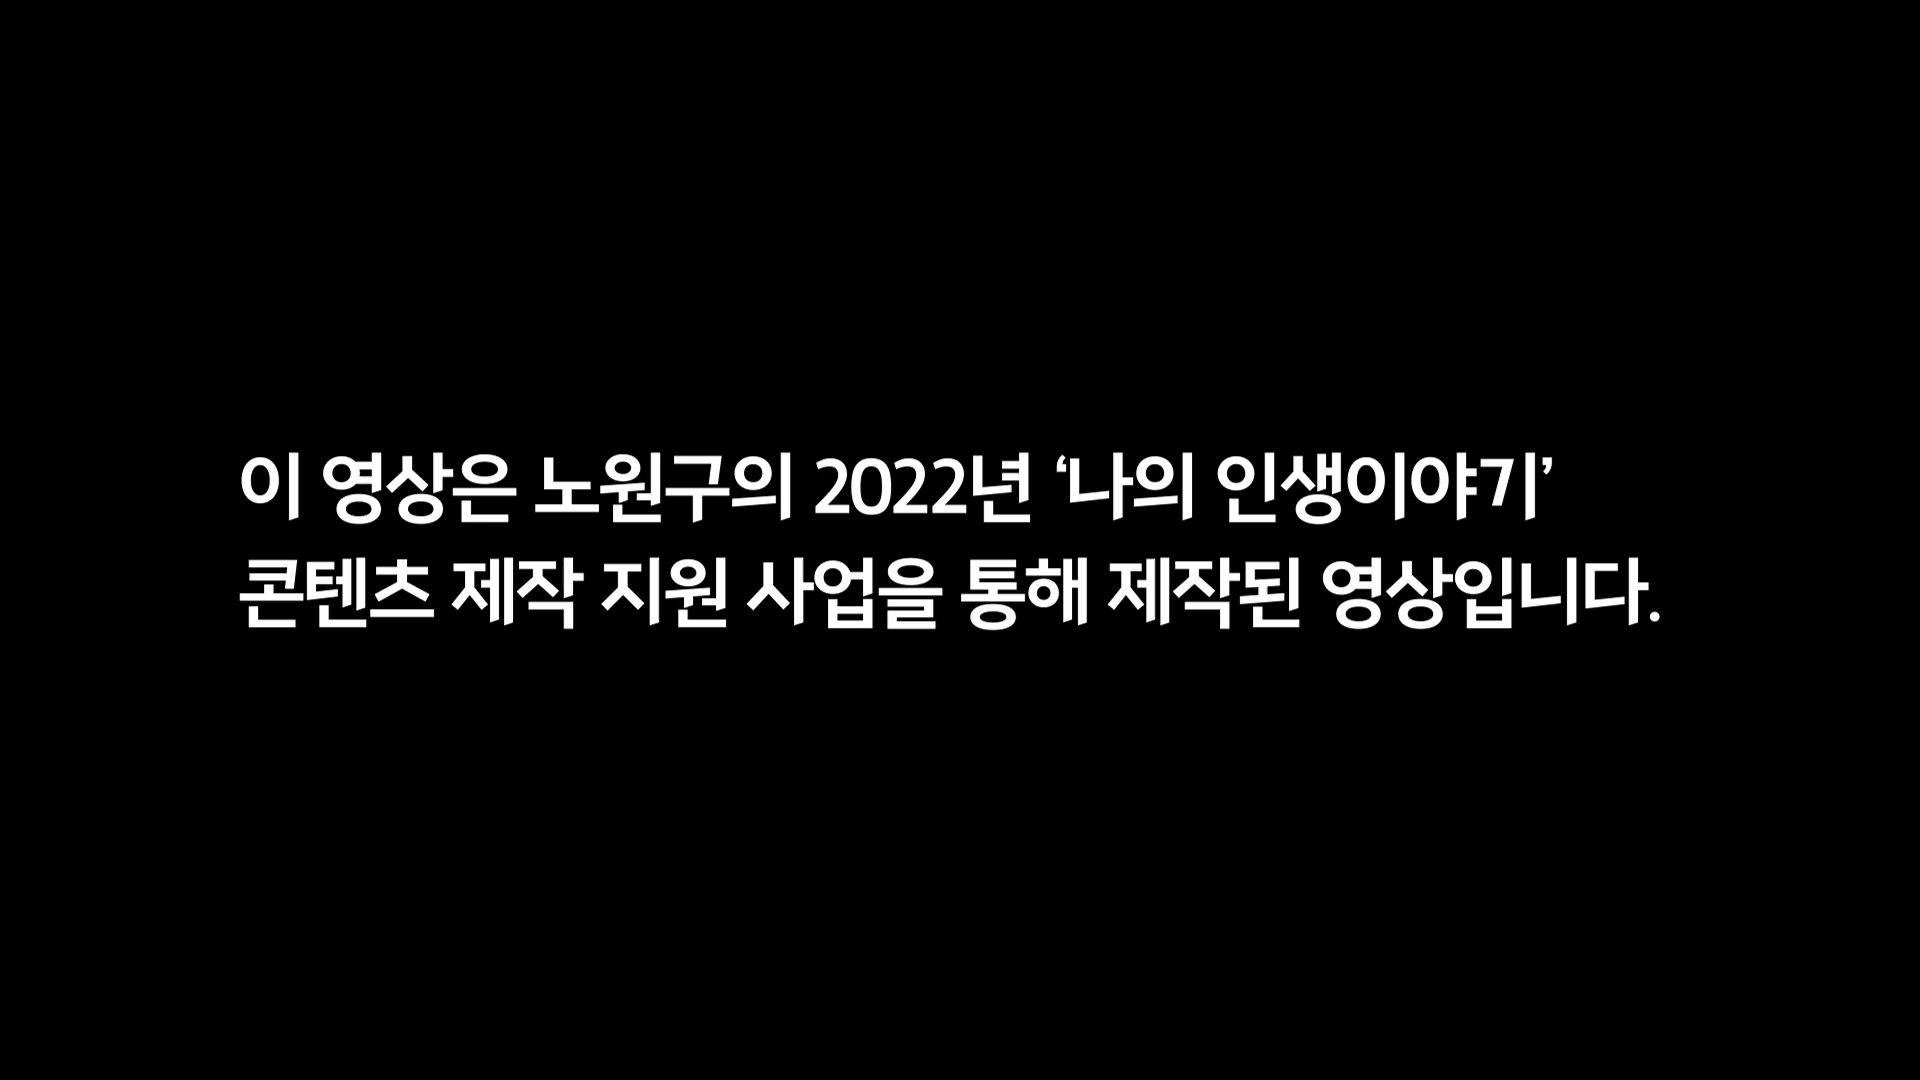 이 영상은 노원구의 2022년 ‘나의 인생이야기’
콘텐츠 제작 지원 사업을 통해 제작된 영상입니다.